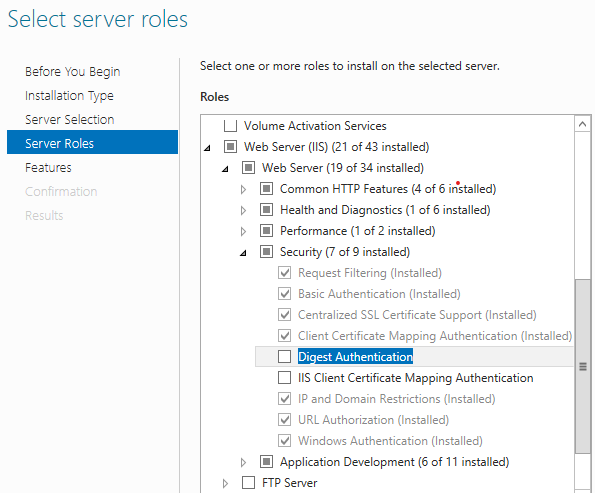 Select server roles
Before You Begin
Installation Type
Server Selection
Server Roles
Features
Confirmation
Results
Select one or more roles to install on the selected server.
Roles
Volume Activation Services
Web Server (IIS) (21 of 43 installed)
Web Server (19 of 34 installed)
Common HTTP Features (4 of 6 installed)
Health and Diagnostics (1 of 6 installed)
Performance (1 of 2 installed)
Security (7 of 9 installed)
Request Filtering (Installed)
Basic Authentication (Installed)
Centralized SSL Certificate Support (Installed)
Client Certificate Mapping Authentication (Installed)
Digest Authentication
IIS Client Certificate Mapping Authentication
IP and Domain Restrictions (Installed)
URL Authorization (Installed)
Windows Authentication (Installed)
Application Development (6 of 11 installed)
FTP Server